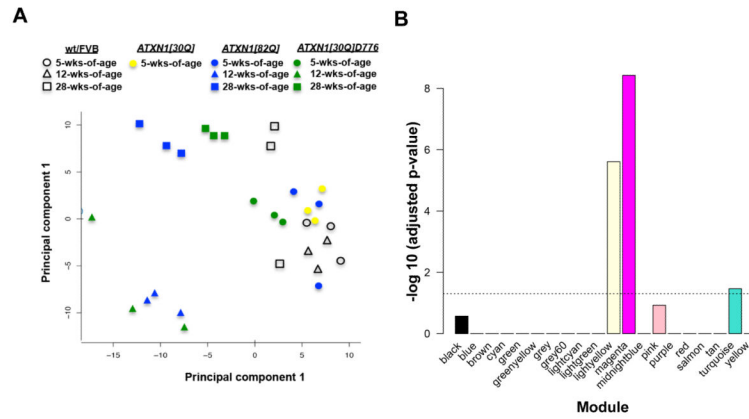 A
wt/FVB ATXN1[30Q] ATXN1[82Q] ATXN1[30Q]D776
5-wks-of-age 5-wks-of-age 5-wks-of-age 5-wks-of-age
12-wks-of-age 12-wks-of-age 12-wks-of-age
28-wks-of-age 28-wks-of-age 28-wks-of-age
Principal component 1
10
5
0
-5
-10
-15 -10 -5 0 5 10
Principal component 1
B
-log 10 (adjusted p-value)
8
6
4
2
0
black
blue
brown
cyan
green
greenyellow
grey
grey60
lightcyan
lightgreen
lightyellow
magenta
midnightblue
pink
purple
red
salmon
tan
turquoise
yellow
Module